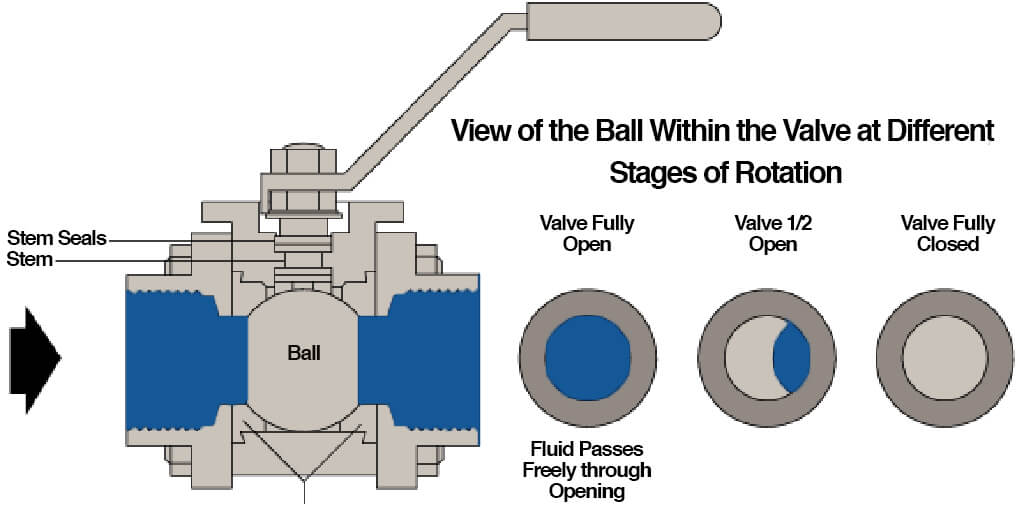 View of the Ball Within the Valve at Different
Stages of Rotation
Stem Seals
Stem
Ball
Valve Fully
Open
Valve 1/2
Open
Valve Fully
Closed
Fluid Passes
Freely through
Opening